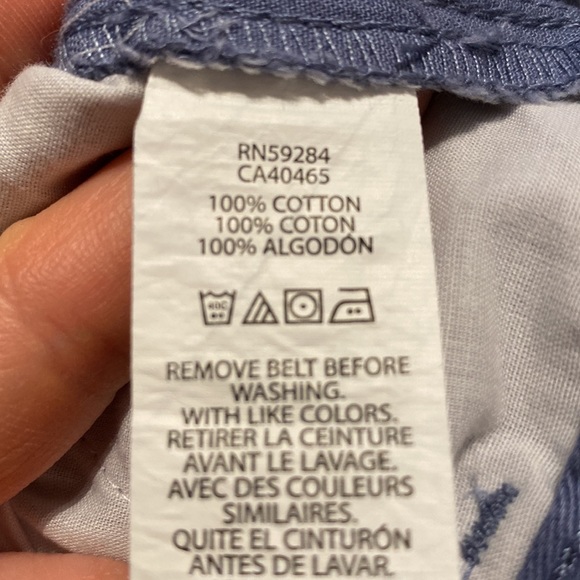 RN59284
CA40465
100% COTTON
100% COTON
100% ALGODÓN
REMOVE BELT BEFORE
WASHING.
WITH LIKE COLORS.
RETIRER LA CEINTURE
AVANT LE LAVAGE.
AVEC DES COULEURS
SIMILAIRES.
QUITE EL CINTURÓN
ANTES DE LAVAR.